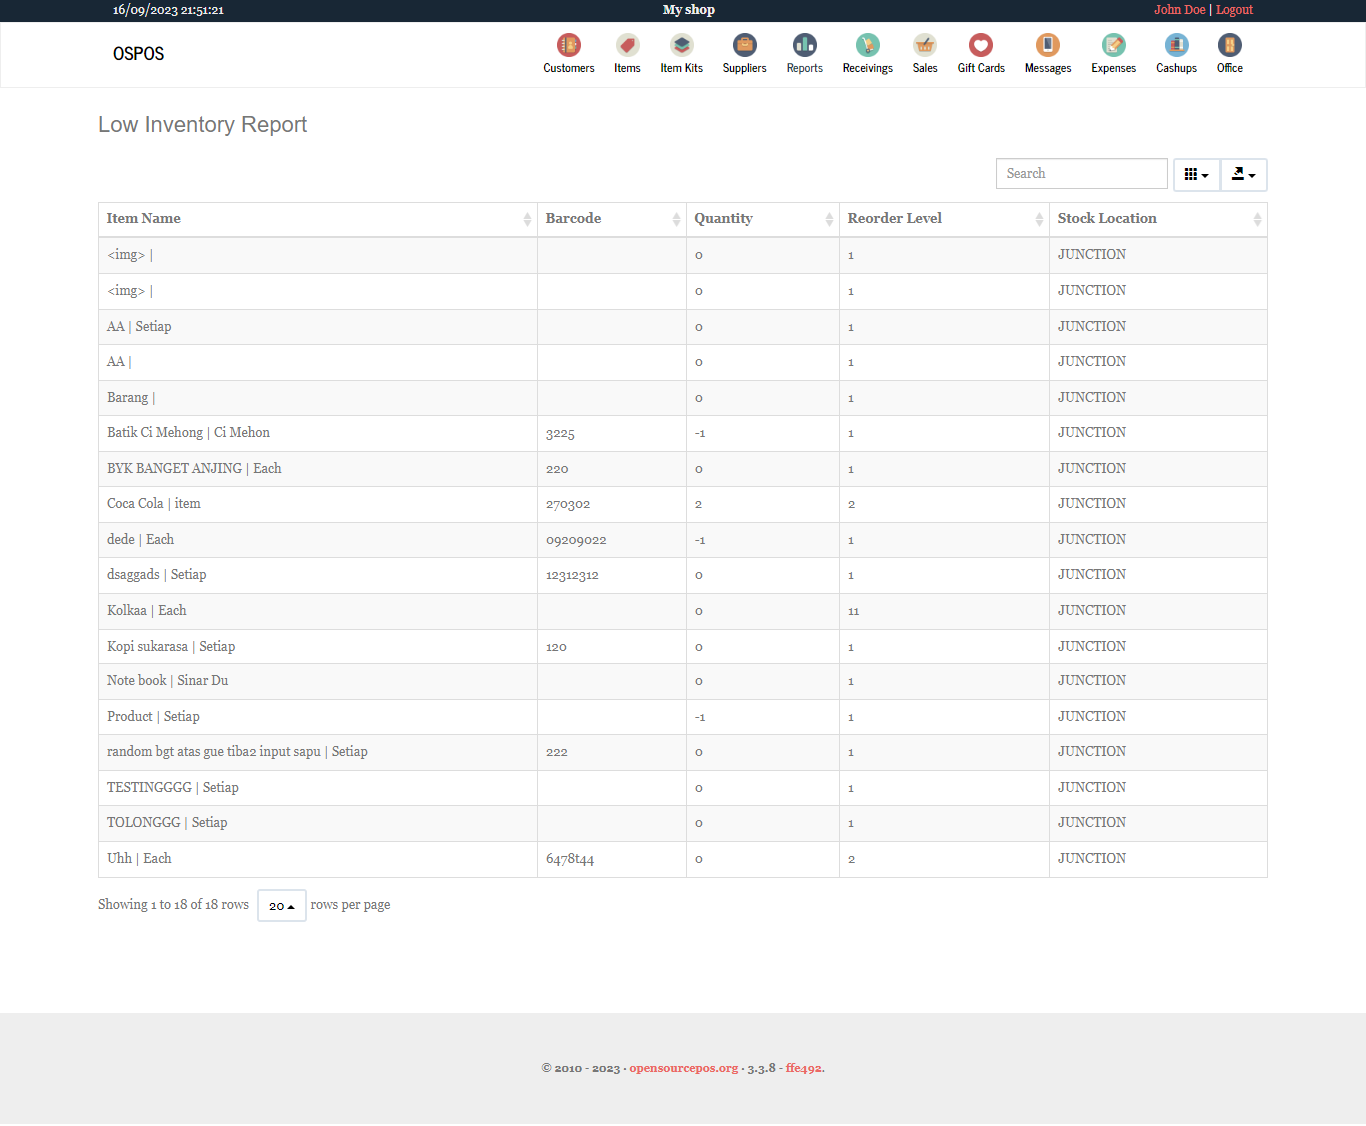 16/09/2023 21:51:21 My shop John Doe | Logout
OSPOS
Customers Items Item Kits Suppliers Reports Receivings Sales Gift Cards Messages Expenses Cashups Office
Low Inventory Report
Search
Item Name Barcode Quantity Reorder Level Stock Location
<img> | 0 1 JUNCTION
<img> | 0 1 JUNCTION
AA | Setiap 0 1 JUNCTION
AA | 0 1 JUNCTION
Barang | 0 1 JUNCTION
Batik Ci Mehong | Ci Mehon 3225 -1 1 JUNCTION
BYK BANGET ANJING | Each 220 0 1 JUNCTION
Coca Cola | item 270302 2 2 JUNCTION
dede | Each 09209022 -1 1 JUNCTION
dsaggads | Setiap 12312312 0 1 JUNCTION
Kolkaa | Each 0 11 JUNCTION
Kopi sukarasa | Setiap 120 0 1 JUNCTION
Note book | Sinar Du 0 1 JUNCTION
Product | Setiap -1 1 JUNCTION
random bgt atas gue tiba2 input sapu | Setiap 222 0 1 JUNCTION
TESTINGGGG | Setiap 0 1 JUNCTION
TOLONGGG | Setiap 0 1 JUNCTION
Uhh | Each 6478t44 0 2 JUNCTION
Showing 1 to 18 of 18 rows 20 rows per page
© 2010 - 2023 · opensourcepos.org · 3.3.8 - ffe492.